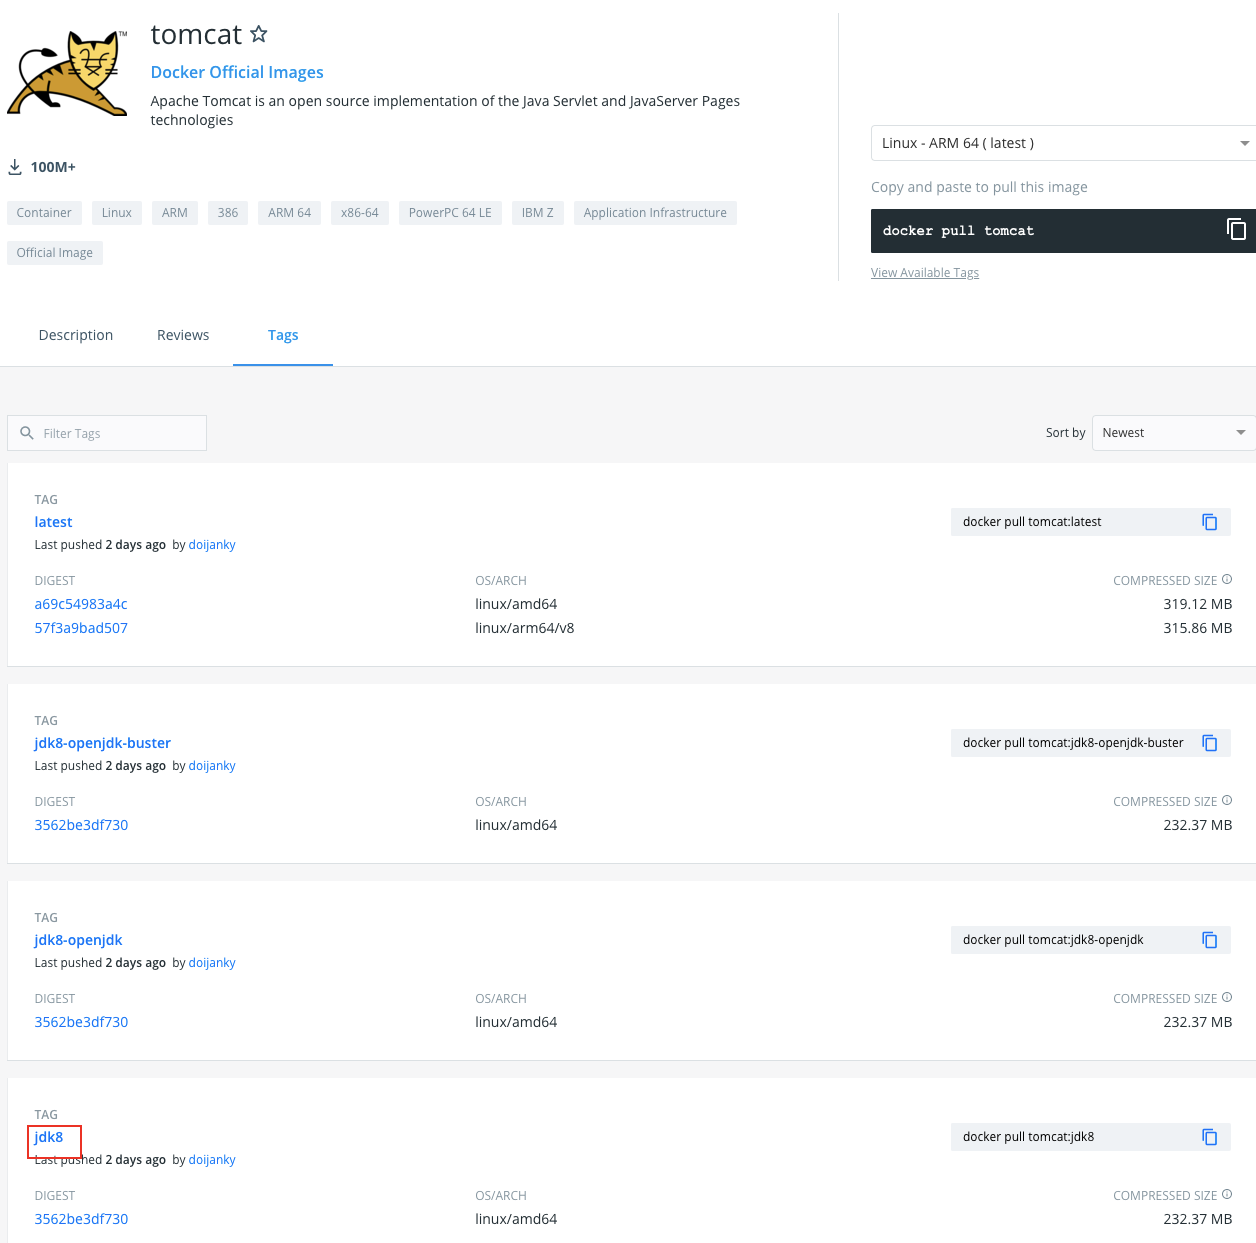 tomcat
TM
Docker Official Images
Apache Tomcat is an open source implementation of the Java Servlet and JavaServer Pages
technologies
100M+
Container Linux ARM 386 ARM 64 x86-64 PowerPC 64 LE IBM Z Application Infrastructure
Official Image
Linux - ARM 64 ( latest )
Copy and paste to pull this image
docker pull tomcat
View Available Tags
Description Reviews Tags
Filter Tags
Sort by Newest
TAG
latest
docker pull tomcat:latest
Last pushed 2 days ago by doijanky
DIGEST OS/ARCH COMPRESSED SIZE
a69c54983a4c linux/amd64 319.12 MB
57f3a9bad507 linux/arm64/v8 315.86 MB
TAG
jdk8-openjdk-buster
docker pull tomcat:jdk8-openjdk-buster
Last pushed 2 days ago by doijanky
DIGEST OS/ARCH COMPRESSED SIZE
3562be3df730 linux/amd64 232.37 MB
TAG
jdk8-openjdk
docker pull tomcat:jdk8-openjdk
Last pushed 2 days ago by doijanky
DIGEST OS/ARCH COMPRESSED SIZE
3562be3df730 linux/amd64 232.37 MB
TAG
jdk8
docker pull tomcat:jdk8
Last pushed 2 days ago by doijanky
DIGEST OS/ARCH COMPRESSED SIZE
3562be3df730 linux/amd64 232.37 MB